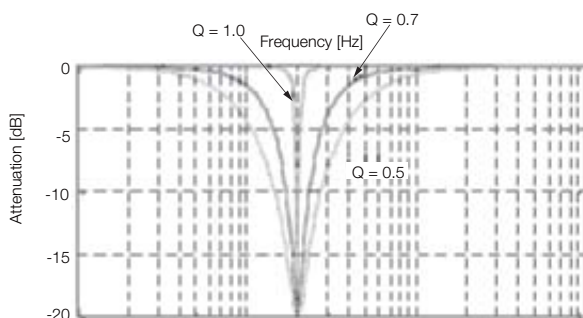 Q = 1.0
Q = 0.7
Frequency [Hz]
0
-5
-10
-15
-20
Attenuation [dB]
Q = 0.5